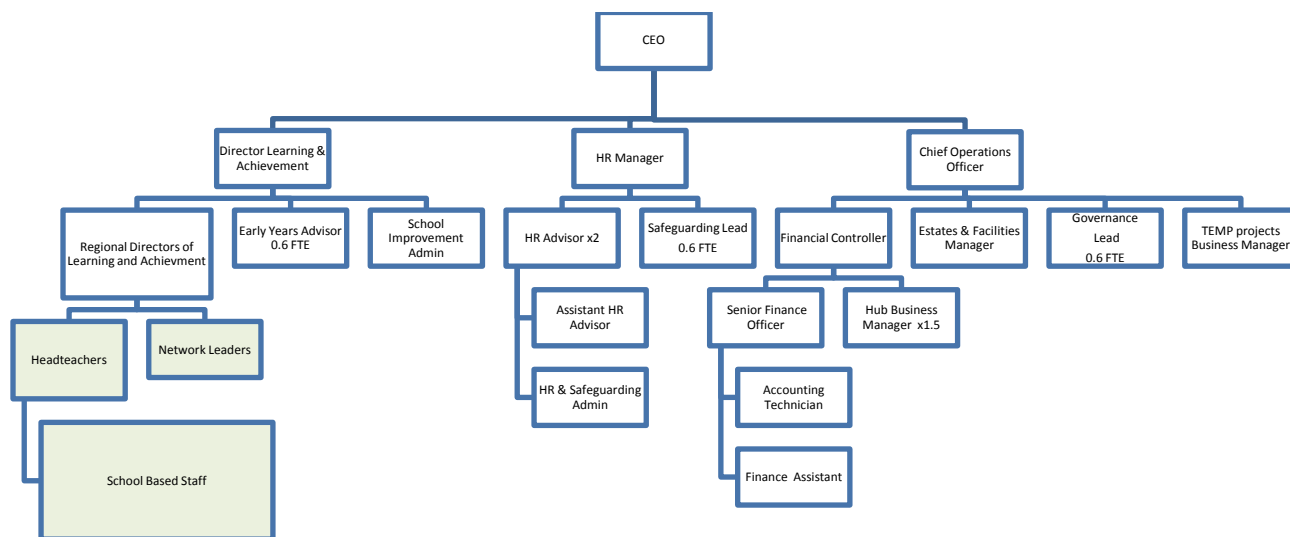 CEO
Director Learning &
Achievement
HR Manager
Chief Operations
Officer
Regional Directors of
Learning and Achievment
Early Years Advisor
0.6 FTE
School
Improvement
Admin
HR Advisor x2
Safeguarding Lead
0.6 FTE
Financial Controller
Estates & Facilities
Manager
Governance
Lead
0.6 FTE
TEMP projects
Business Manager
Headteachers
Network Leaders
Assistant HR
Advisor
Senior Finance
Officer
Hub Business
Manager x1.5
HR & Safeguarding
Admin
Accounting
Technician
School Based Staff
Finance Assistant